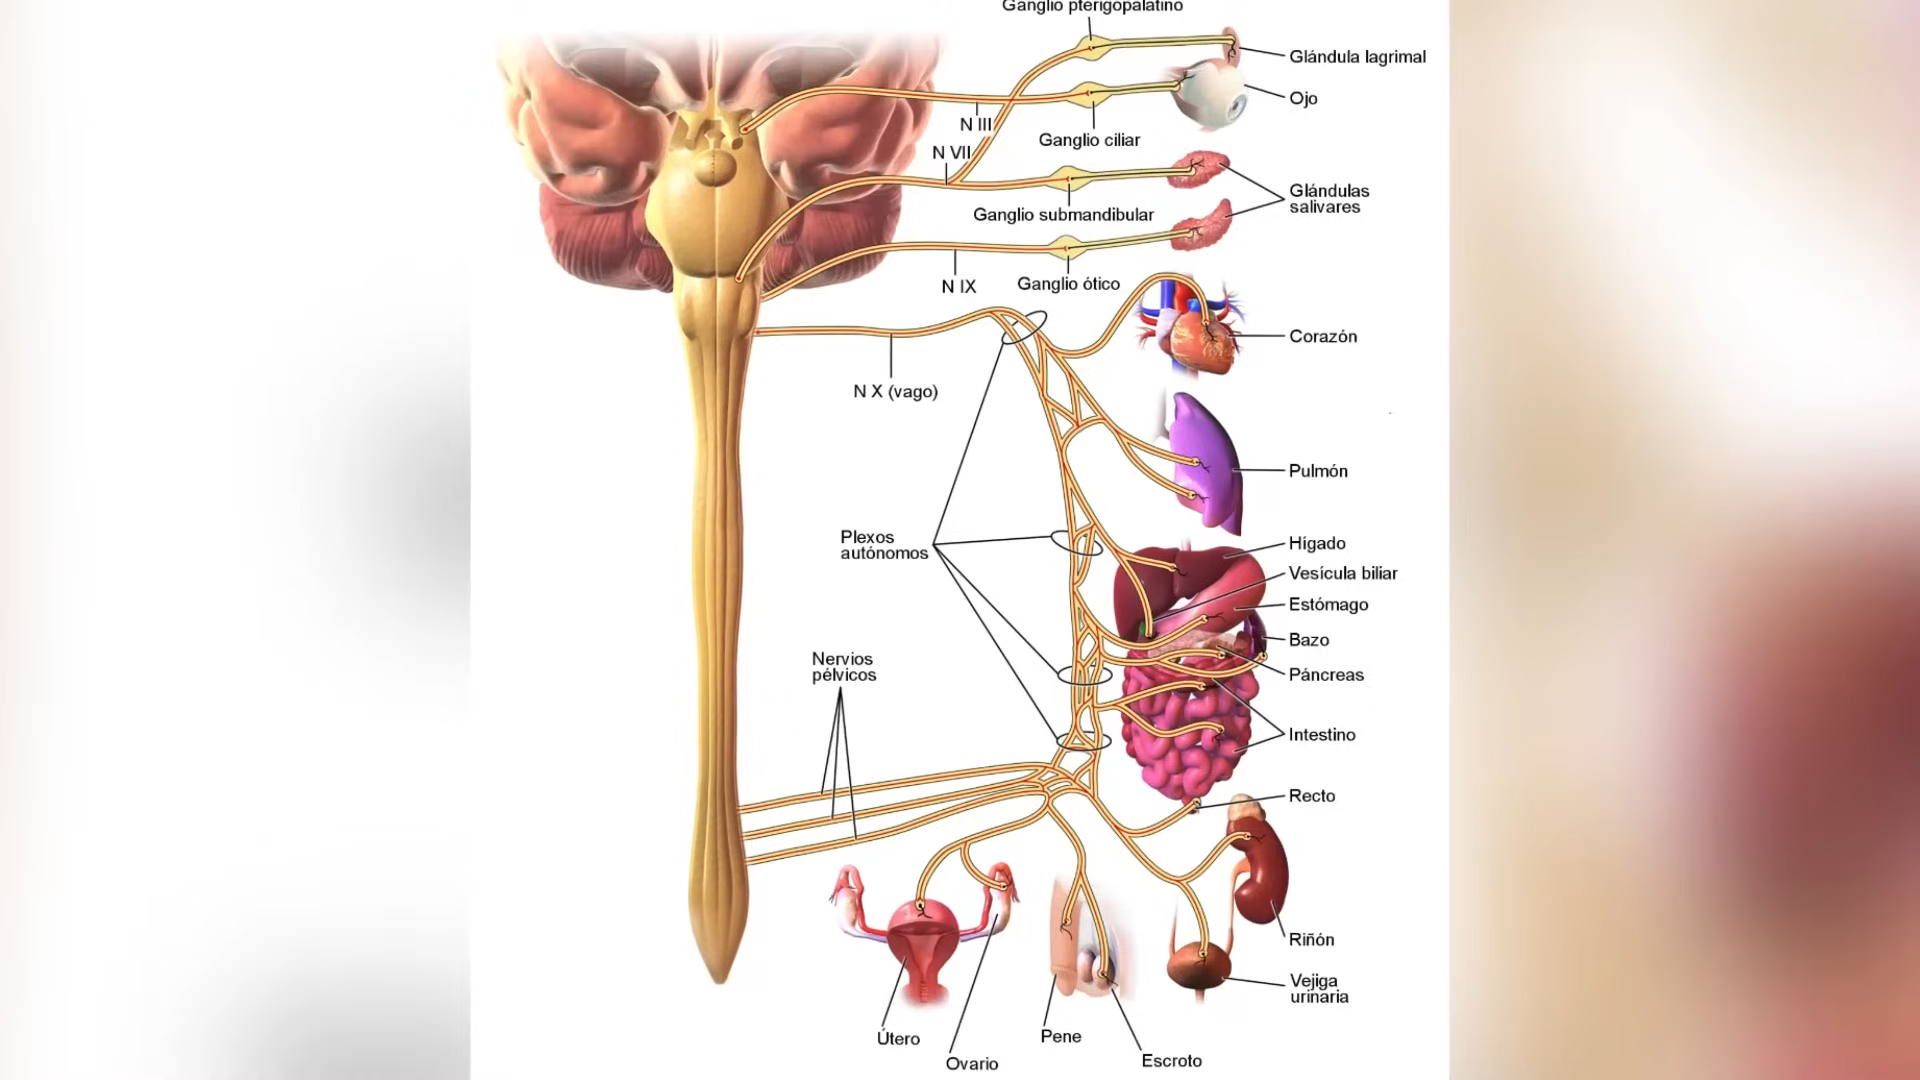 Ganglio pterigopalatino
Glándula lagrimal
Ojo
N III
Ganglio ciliar
N VII
Glándulas
salivares
Ganglio submandibular
N IX
Ganglio ótico
Corazón
N X (vago)
Pulmón
Plexos
autónomos
Hígado
Vesícula biliar
Estómago
Bazo
Nervios
pélvicos
Páncreas
Intestino
Recto
Riñón
Vejiga
urinaria
Útero
Ovario
Pene
Escroto